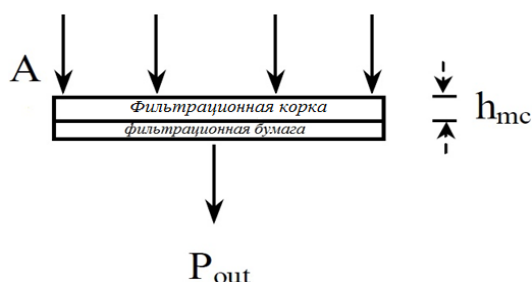 A
Фильтрационная корка
фильтрационная бумага
h_mc
P_out